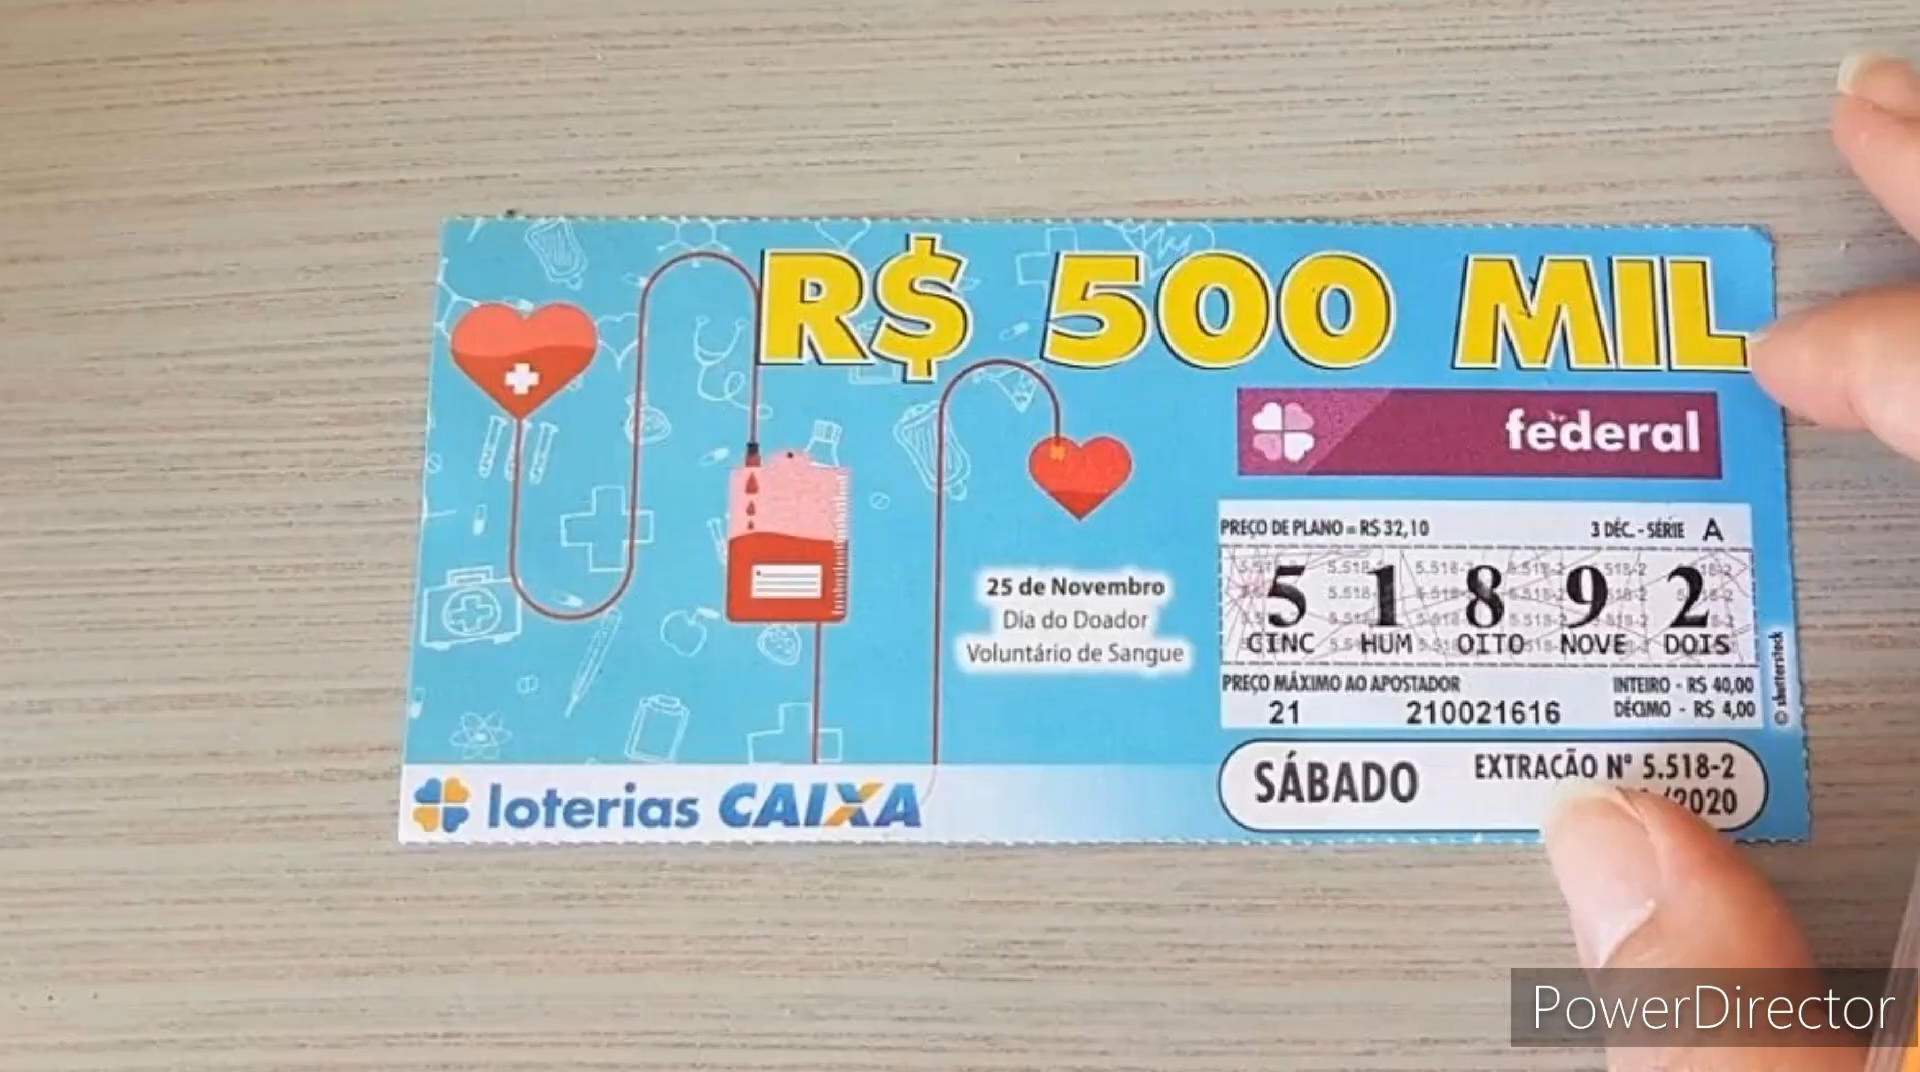 R$ 500 MIL
federal
PREÇO DE PLANO = R$ 32,10
3 DÉC. - SÉRIE A
5 1 8 9 2
CINC HUM OITO NOVE DOIS
25 de Novembro
Dia do Doador
Voluntário de Sangue
PREÇO MÁXIMO AO APOSTADOR
INTEIRO - R$ 40,00
21 210021616
DÉCIMO - R$ 4,00
© shutterstock
SÁBADO
EXTRAÇÃO Nº 5.518-2
/2020
loterias CAIXA
PowerDirector